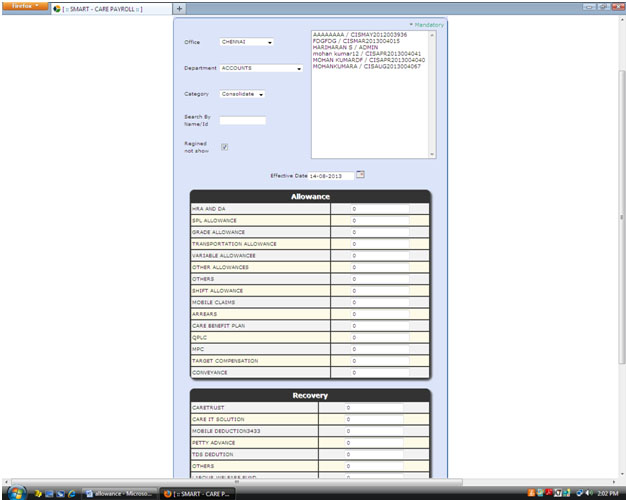 firefox
[ :: SMART - CARE PAYROLL :: ]
+
* Mandatory
Office CHENNAI
Department ACCOUNTS
Category Consolidate
Search By
Name/Id
Regined
not show
AAAAAAAA / CISMAY2012003936
FDGFDG / CISMAR2013004015
HARIHARAN S / ADMIN
mohan kumar12 / CISAPR2013004041
MOHAN KUMARDF / CISAPR2013004040
MOHANKUMARA / CISAUG2013004067
Effective Date 14-08-2013
Allowance
HRA AND DA 0
SPL ALLOWANCE 0
GRADE ALLOWANCE 0
TRANSPORTATION ALLOWANCE 0
VARIABLE ALLOWANCEE 0
OTHER ALLOWANCES 0
OTHERS 0
SHIFT ALLOWANCE 0
MOBILE CLAIMS 0
ARREARS 0
CARE BENEFIT PLAN 0
QPLC 0
MPC 0
TARGET COMPENSATION 0
CONVEYANCE 0
Recovery
CARETRUST 0
CARE IT SOLUTION 0
MOBILE DEDUCTION3433 0
PETTY ADVANCE 0
TDS DEDUTION 0
OTHERS 0
LABOUR WELFARE FUND
allowance - Microso...
[ :: SMART - CARE P...
2:02 PM